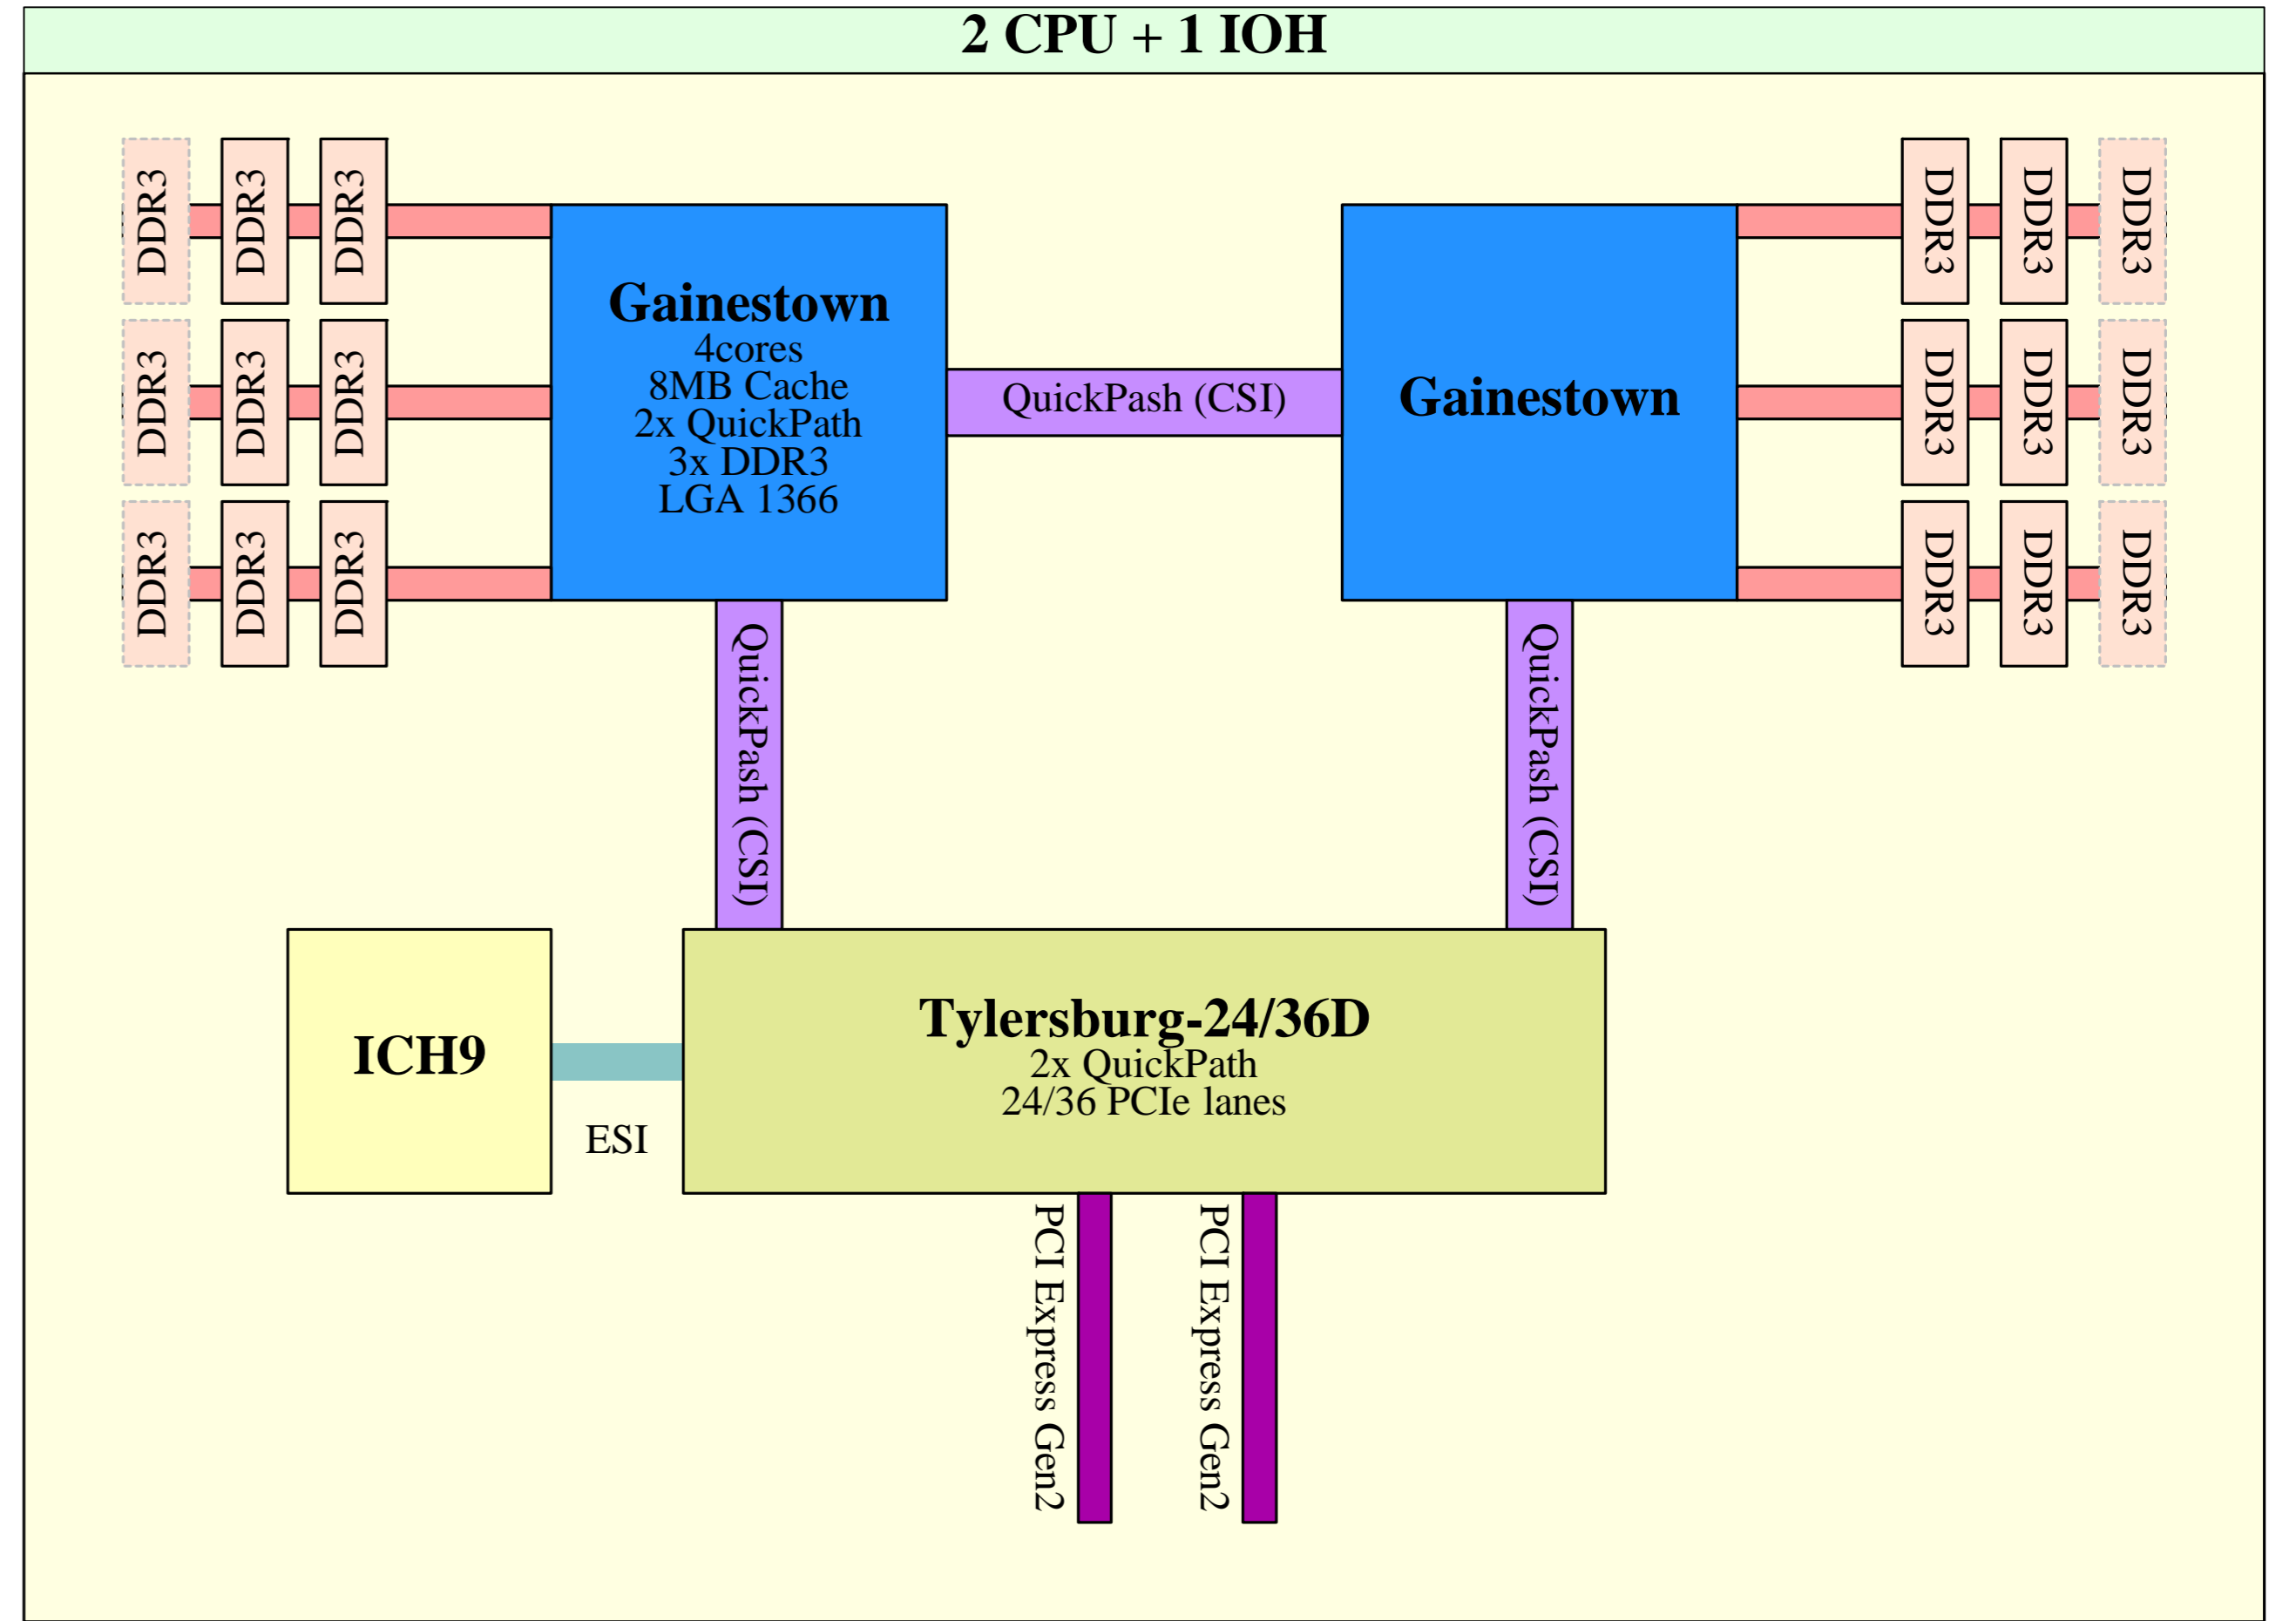 2 CPU + 1 IOH
DDR3
DDR3
DDR3
DDR3
DDR3
DDR3
DDR3
DDR3
DDR3
Gainestown
4cores
8MB Cache
2x QuickPath
3x DDR3
LGA 1366
QuickPash (CSI)
Gainestown
DDR3
DDR3
DDR3
DDR3
DDR3
DDR3
DDR3
DDR3
DDR3
QuickPash (CSI)
QuickPash (CSI)
ICH9
ESI
Tylersburg-24/36D
2x QuickPath
24/36 PCIe lanes
PCI Express Gen2
PCI Express Gen2